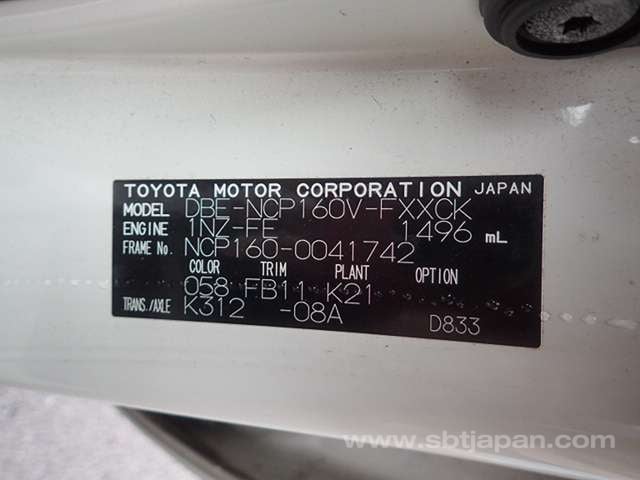 TOYOTA MOTOR CORPORATION JAPAN
MODEL DBE-NCP160V-FXXCK
ENGINE 1NZ-FE 1496 mL
FRAME No. NCP160-0041742
COLOR TRIM PLANT OPTION
058 FB11 K21
TRANS./AXLE K312 -08A
D833
www.sbtjapan.com